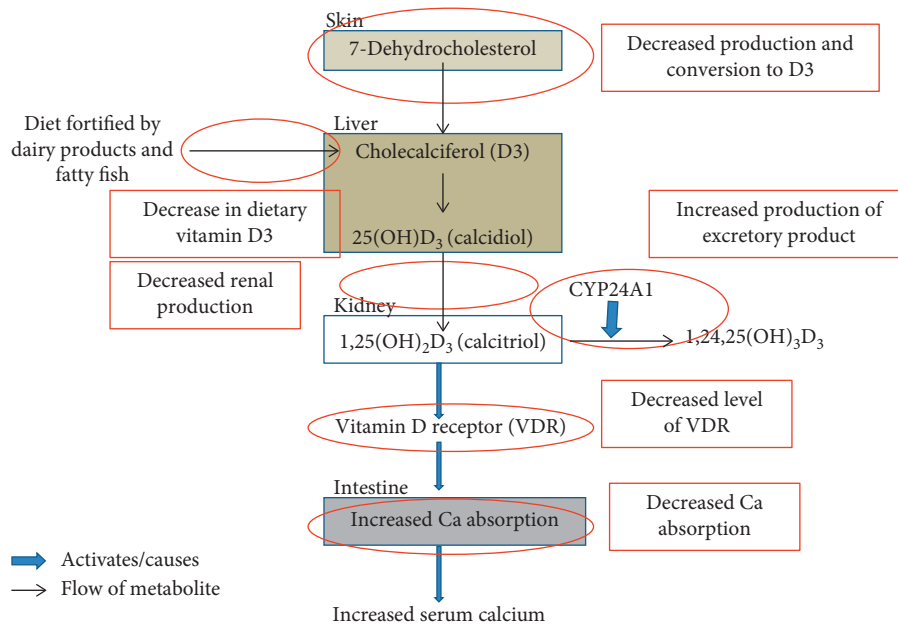 Skin
7-Dehydrocholesterol
Decreased production and
conversion to D3
Diet fortified by
dairy products and
fatty fish
Liver
Cholecalciferol (D3)
25(OH)D₃ (calcidiol)
Decrease in dietary
vitamin D3
Increased production of
excretory product
Decreased renal
production
Kidney
1,25(OH)₂D₃ (calcitriol)
CYP24A1
1,24,25(OH)₃D₃
Vitamin D receptor (VDR)
Decreased level
of VDR
Intestine
Increased Ca absorption
Decreased Ca
absorption
Activates/causes
Flow of metabolite
Increased serum calcium